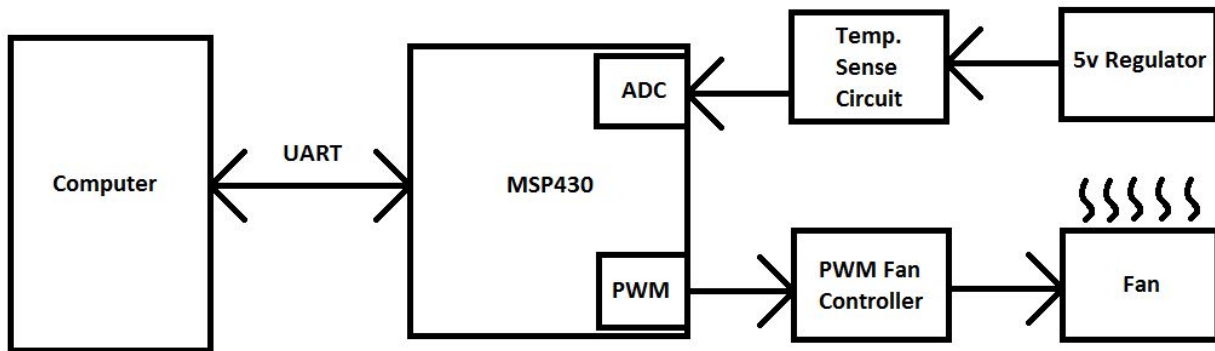 Computer
UART
MSP430
ADC
PWM
Temp.
Sense
Circuit
5v Regulator
PWM Fan
Controller
Fan